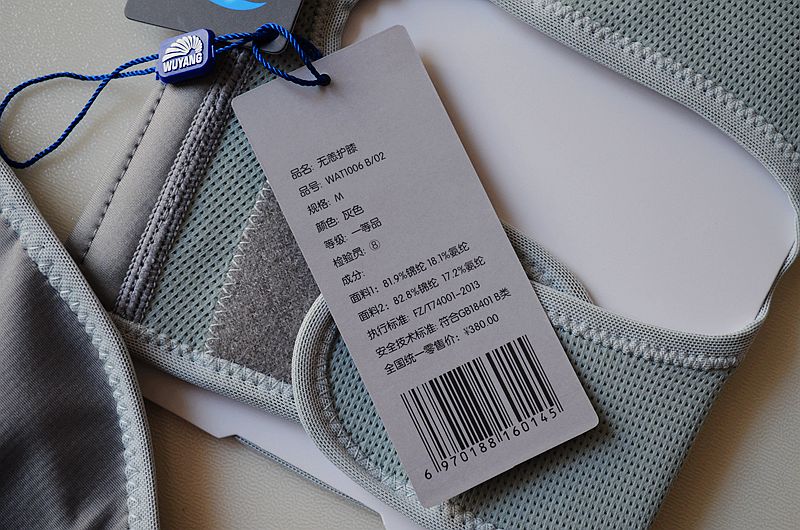 WUYANG
品名: 无感护膝
品号: WAT1006 B/02
规格: M
颜色: 灰色
等级: 一等品
检验员: ⑧
成分:
面料1: 81.9%锦纶 18.1%氨纶
面料2: 82.8%锦纶 17.2%氨纶
执行标准: FZ/T74001-2013
安全技术标准: 符合GB18401 B类
全国统一零售价: ¥380.00
6 970188 160145